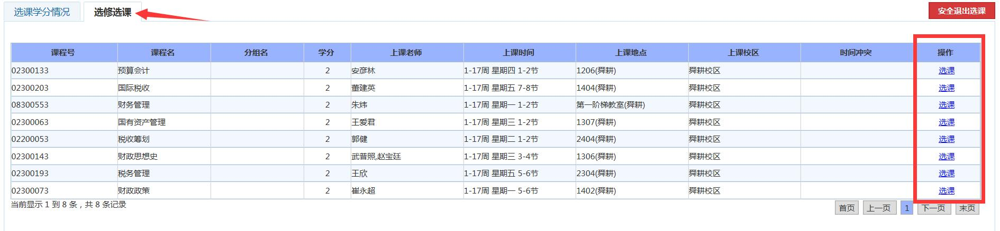 选课学分情况 选修选课 安全退出选课
课程号 课程名 分组名 学分 上课老师 上课时间 上课地点 上课校区 时间冲突 操作
02300133 预算会计 2 安彦林 1-17周 星期四 1-2节 1206(舜耕) 舜耕校区 选课
02300203 国际税收 2 董建英 1-17周 星期五 7-8节 1404(舜耕) 舜耕校区 选课
08300553 财务管理 2 朱炜 1-17周 星期一 1-2节 第一阶梯教室(舜耕) 舜耕校区 选课
02300063 国有资产管理 2 王爱君 1-17周 星期三 1-2节 1307(舜耕) 舜耕校区 选课
02200053 税收筹划 2 郭健 1-17周 星期二 1-2节 2404(舜耕) 舜耕校区 选课
02300143 财政思想史 2 武普照,赵宝廷 1-17周 星期三 3-4节 1306(舜耕) 舜耕校区 选课
02300193 税务管理 2 王欣 1-17周 星期五 5-6节 2304(舜耕) 舜耕校区 选课
02300073 财政政策 2 崔永超 1-17周 星期一 5-6节 1402(舜耕) 舜耕校区 选课
当前显示 1 到 8 条，共 8 条记录
首页 上一页 1 下一页 末页